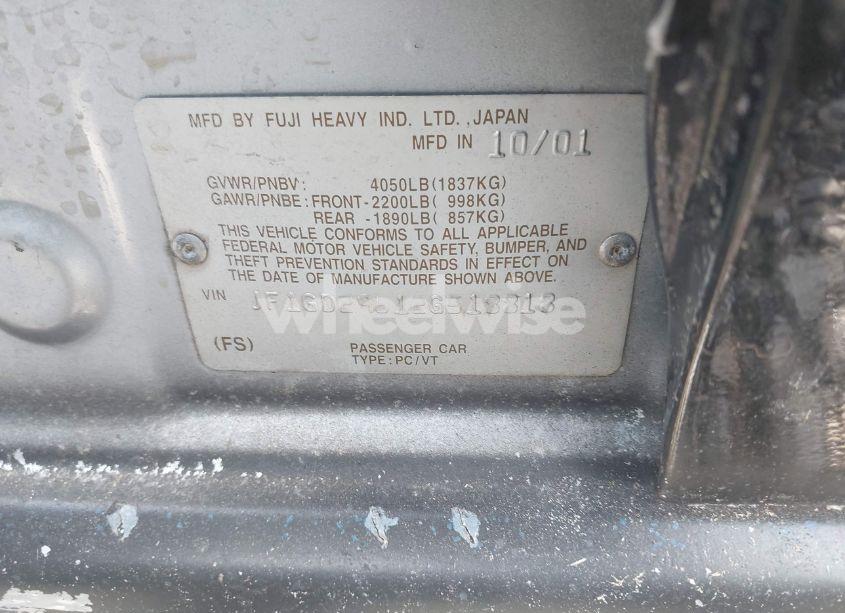 MFD BY FUJI HEAVY IND. LTD. ,JAPAN
MFD IN 10/01
GVWR/PNBV: 4050LB(1837KG)
GAWR/PNBE: FRONT-2200LB( 998KG)
REAR -1890LB( 857KG)
THIS VEHICLE CONFORMS TO ALL APPLICABLE
FEDERAL MOTOR VEHICLE SAFETY, BUMPER, AND
THEFT PREVENTION STANDARDS IN EFFECT ON
THE DATE OF MANUFACTURE SHOWN ABOVE.
VIN
wheelwise
(FS) PASSENGER CAR
TYPE: PC/VT